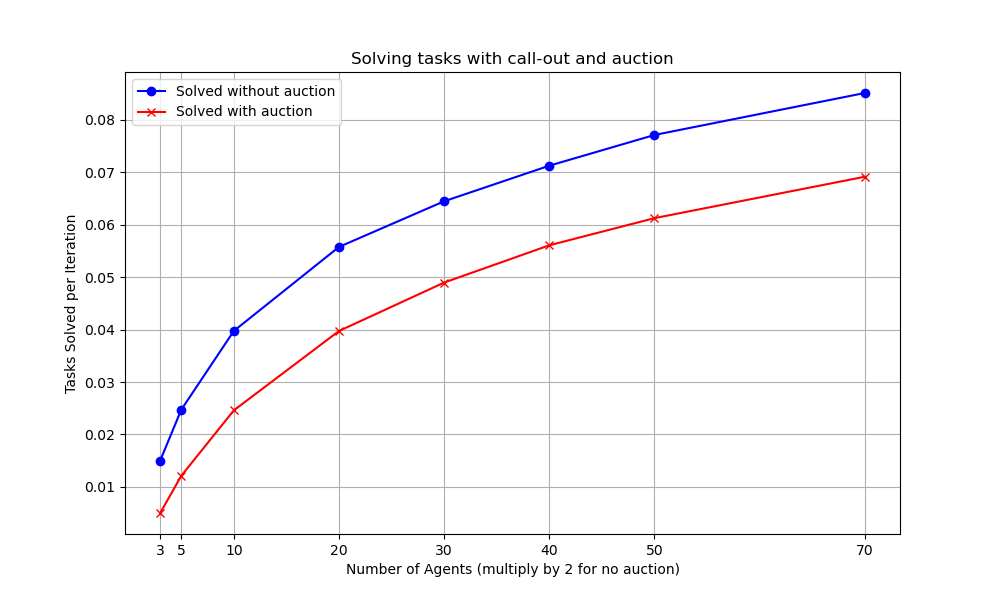 Solving tasks with call-out and auction
Solved without auction
Solved with auction
Tasks Solved per Iteration
0.08
0.07
0.06
0.05
0.04
0.03
0.02
0.01
3 5 10 20 30 40 50 70
Number of Agents (multiply by 2 for no auction)